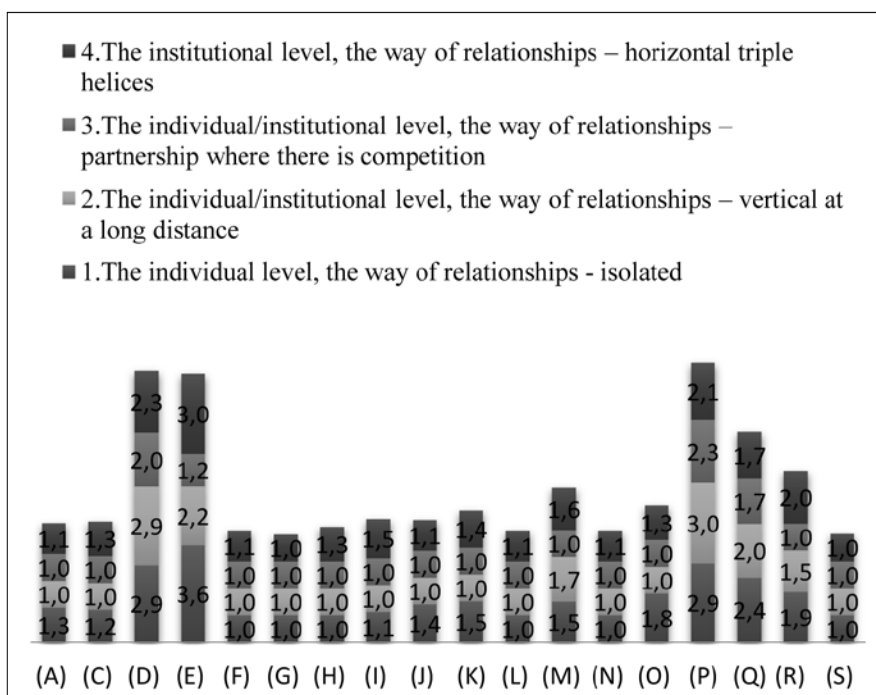 ■ 4.The institutional level, the way of relationships – horizontal triple
helices
■ 3.The individual/institutional level, the way of relationships –
partnership where there is competition
■ 2.The individual/institutional level, the way of relationships – vertical at
a long distance
■ 1.The individual level, the way of relationships - isolated
1,1 1,3 2,3 3,0 1,1 1,0 1,3 1,5 1,1 1,4 1,1 1,6 1,1 1,3 2,1 1,7 2,0 1,0
1,0 1,0 2,0 1,2 1,0 1,0 1,0 1,0 1,0 1,0 1,0 1,0 1,0 1,0 2,3 1,7 1,0 1,0
1,0 1,0 2,9 2,2 1,0 1,0 1,0 1,0 1,0 1,0 1,0 1,7 1,0 1,0 3,0 2,0 1,5 1,0
1,3 1,2 2,9 3,6 1,0 1,0 1,0 1,1 1,4 1,5 1,0 1,5 1,0 1,8 2,9 2,4 1,9 1,0
(A) (C) (D) (E) (F) (G) (H) (I) (J) (K) (L) (M) (N) (O) (P) (Q) (R) (S)